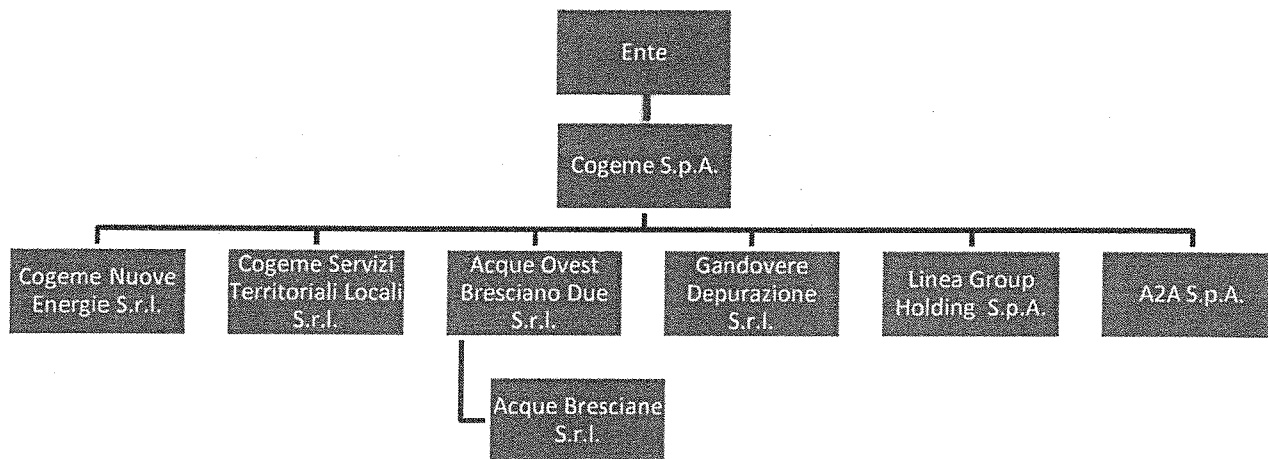 Ente
Cogeme S.p.A.
Cogeme Nuove
Energie S.r.l.
Cogeme Servizi
Territoriali Locali
S.r.l.
Acque Ovest
Bresciano Due
S.r.l.
Gandovere
Depurazione
S.r.l.
Linea Group
Holding S.p.A.
A2A S.p.A.
Acque Bresciane
S.r.l.